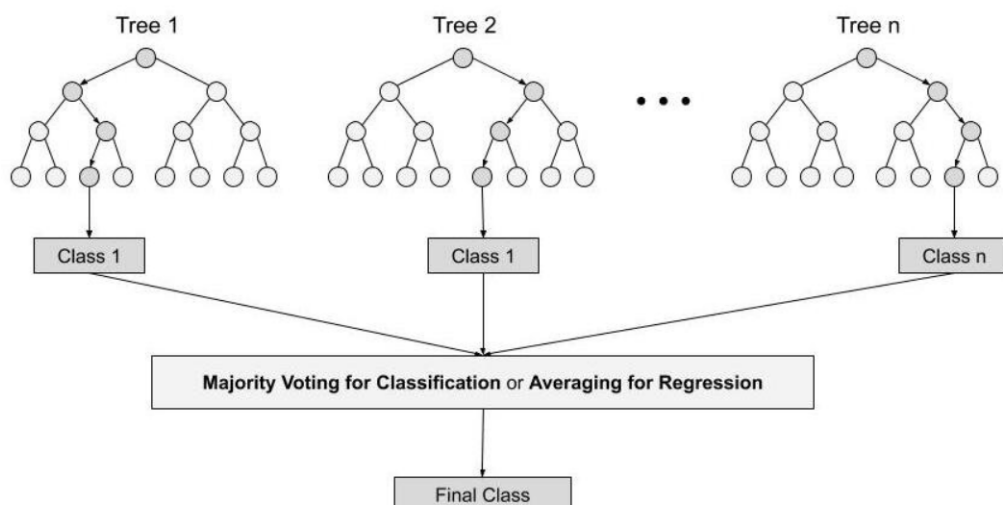 Tree 1
Tree 2
Tree n
Class 1
Class 1
Class n
Majority Voting for Classification or Averaging for Regression
Final Class